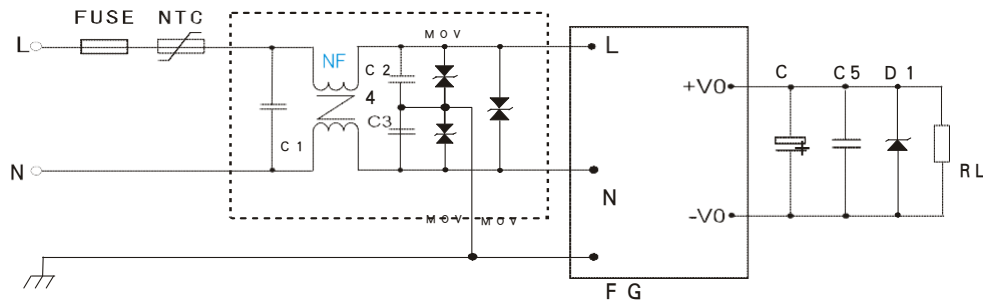 FUSE NTC
L
NF
MOV
C2
4
C3
C1
L
N
N
MOV MOV
FG
+V0
-V0
C C5 D1
RL